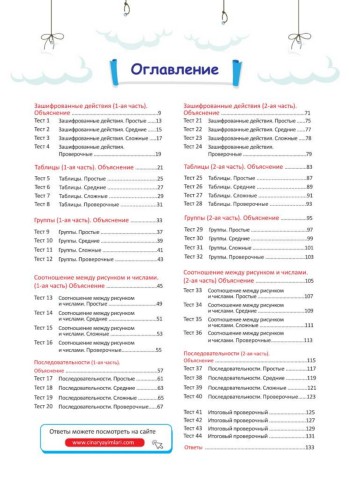 Оглавление
Зашифрованные действия (1-ая часть).
Объяснение ........ 9
Тест 1 Зашифрованные действия. Простые ........ 13
Тест 2 Зашифрованные действия. Средние ........ 15
Тест 3 Зашифрованные действия. Сложные ........ 17
Тест 4 Зашифрованные действия.
Проверочные ........ 19
Таблицы (1-ая часть). Объяснение ........ 21
Тест 5 Таблицы. Простые ........ 25
Тест 6 Таблицы. Средние ........ 27
Тест 7 Таблицы. Сложные ........ 29
Тест 8 Таблицы. Проверочные ........ 31
Группы (1-ая часть). Объяснение ........ 33
Тест 9 Группы. Простые ........ 37
Тест 10 Группы. Средние ........ 39
Тест 11 Группы. Сложные ........ 41
Тест 12 Группы. Проверочные ........ 43
Соотношение между рисунком и числами.
(1-ая часть) Объяснение ........ 45
Тест 13 Соотношение между рисунком
и числами. Простые ........ 49
Тест 14 Соотношение между рисунком
и числами. Средние ........ 51
Тест 15 Соотношение между рисунком
и числами. Сложные ........ 53
Тест 16 Соотношение между рисунком
и числами. Проверочные ........ 55
Последовательности (1-ая часть).
Объяснение ........ 57
Тест 17 Последовательности. Простые ........ 61
Тест 18 Последовательности. Средние ........ 63
Тест 19 Последовательности. Сложные ........ 65
Тест 20 Последовательности. Проверочные ........ 67
Ответы можете посмотреть на сайте
www.cinaryayimlari.com
Зашифрованные действия (2-ая часть).
Объяснение ........ 71
Тест 21 Зашифрованные действия. Простые ........ 75
Тест 22 Зашифрованные действия. Средние ........ 77
Тест 23 Зашифрованные действия. Сложные ........ 78
Тест 24 Зашифрованные действия.
Проверочные ........ 79
Таблицы (2-ая часть). Объяснение ........ 83
Тест 25 Таблицы. Простые ........ 87
Тест 26 Таблицы. Средние ........ 89
Тест 27 Таблицы. Сложные ........ 91
Тест 28 Таблицы. Проверочные ........ 93
Группы (2-ая часть). Объяснение ........ 95
Тест 29 Группы. Простые ........ 97
Тест 30 Группы. Средние ........ 99
Тест 31 Группы. Сложные ........ 101
Тест 32 Группы. Проверочные ........ 103
Соотношение между рисунком и числами.
(2-ая часть) Объяснение ........ 105
Тест 33 Соотношение между рисунком
и числами. Простые ........ 107
Тест 34 Соотношение между рисунком
и числами. Средние ........ 109
Тест 35 Соотношение между рисунком
и числами. Сложные ........ 111
Тест 36 Соотношение между рисунком
и числами. Проверочные ........ 113
Последовательности (2-ая часть).
Объяснение ........ 115
Тест 37 Последовательности. Простые ........ 117
Тест 38 Последовательности. Средние ........ 119
Тест 39 Последовательности. Сложные ........ 121
Тест 40 Последовательности. Проверочные ........ 123
Тест 41 Итоговый проверочный ........ 125
Тест 42 Итоговый проверочный ........ 127
Тест 43 Итоговый проверочный ........ 129
Тест 44 Итоговый проверочный ........ 131
Ответы ........ 133